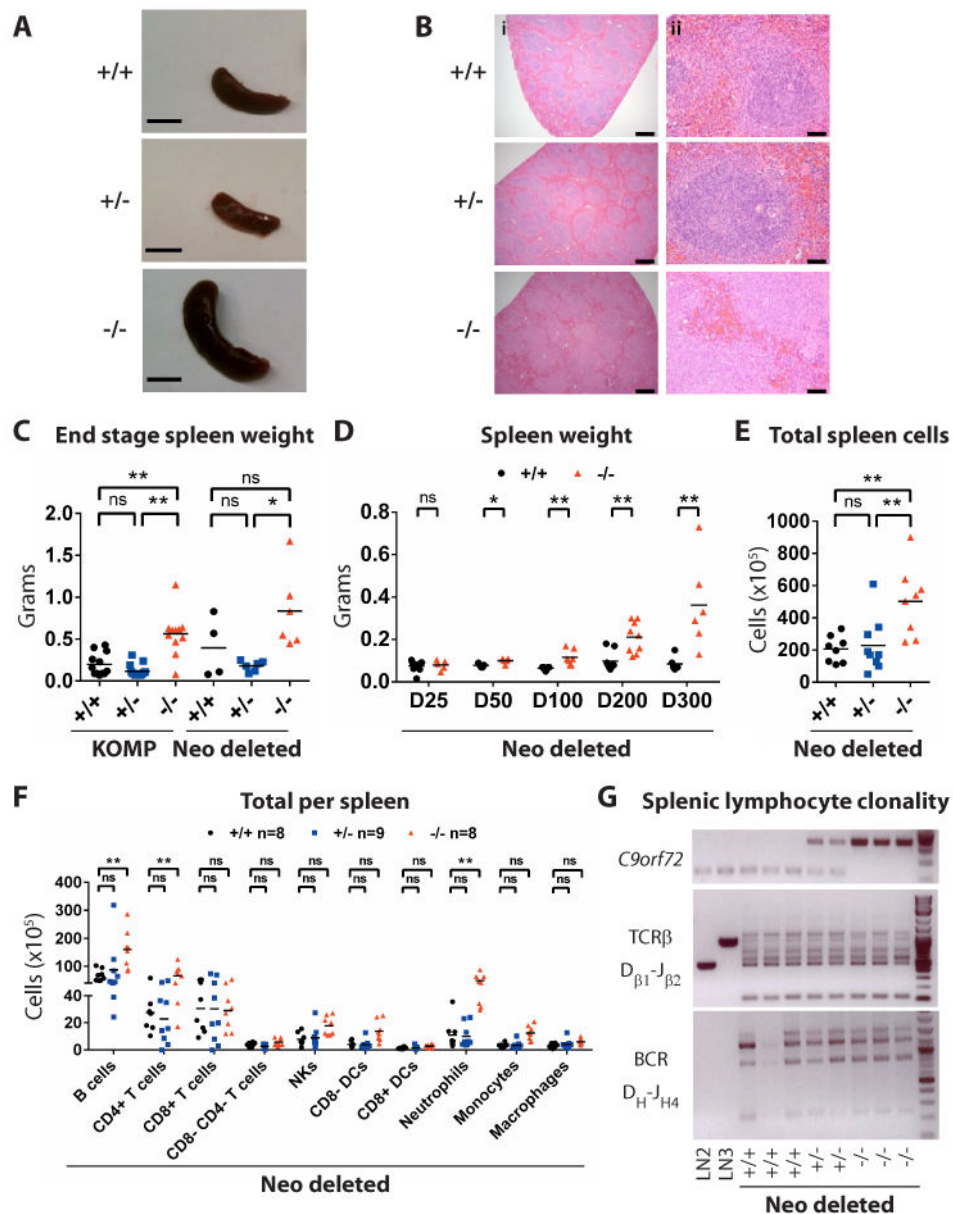 A
B
i
ii
+/+
+/+
+/-
+/-
-/-
-/-
C End stage spleen weight
**
ns
**
ns
ns
*
2.0
1.5
1.0
0.5
0.0
Grams
+/+
+/-
-/-
+/+
+/-
-/-
KOMP
Neo deleted
D Spleen weight
+/+
-/-
ns
*
**
**
**
0.8
0.6
0.4
0.2
0.0
Grams
D25
D50
D100
D200
D300
Neo deleted
E Total spleen cells
**
ns
**
1000
800
600
400
200
0
Cells (x10⁵)
+/+
+/-
-/-
Neo deleted
F Total per spleen
+/+ n=8
+/- n=9
-/- n=8
** ** ns ns ns ns ns ** ns ns
ns ns ns ns ns ns ns ns ns ns
400
300
200
100
40
20
0
Cells (x10⁵)
B cells
CD4+ T cells
CD8+ T cells
CD8- CD4- T cells
NKs
CD8- DCs
CD8+ DCs
Neutrophils
Monocytes
Macrophages
Neo deleted
G Splenic lymphocyte clonality
C9orf72
TCRβ
Dβ1-Jβ2
BCR
DH-JH4
LN2
LN3
+/+
+/+
+/+
+/-
+/-
-/-
-/-
-/-
Neo deleted